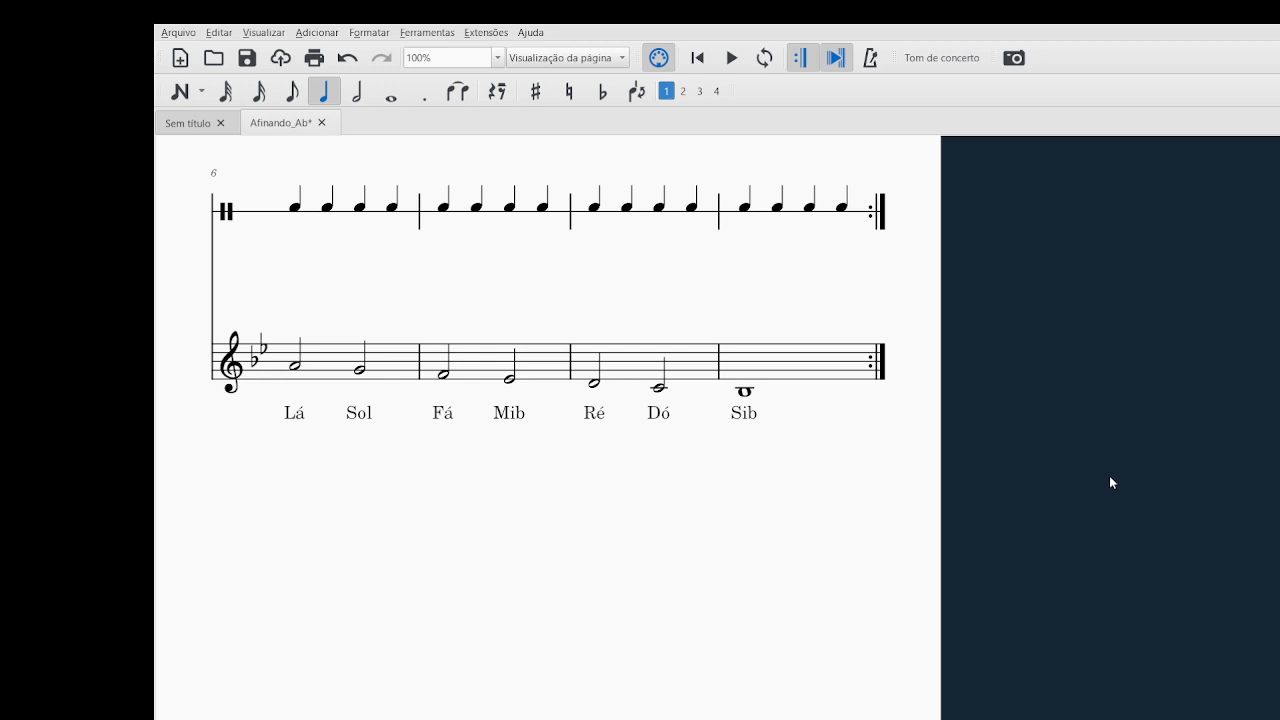 Arquivo Editar Visualizar Adicionar Formatar Ferramentas Extensões Ajuda
100% Visualização da página Tom de concerto
1 2 3 4
Sem título Afinando_Ab*
6
Lá Sol Fá Mib Ré Dó Sib